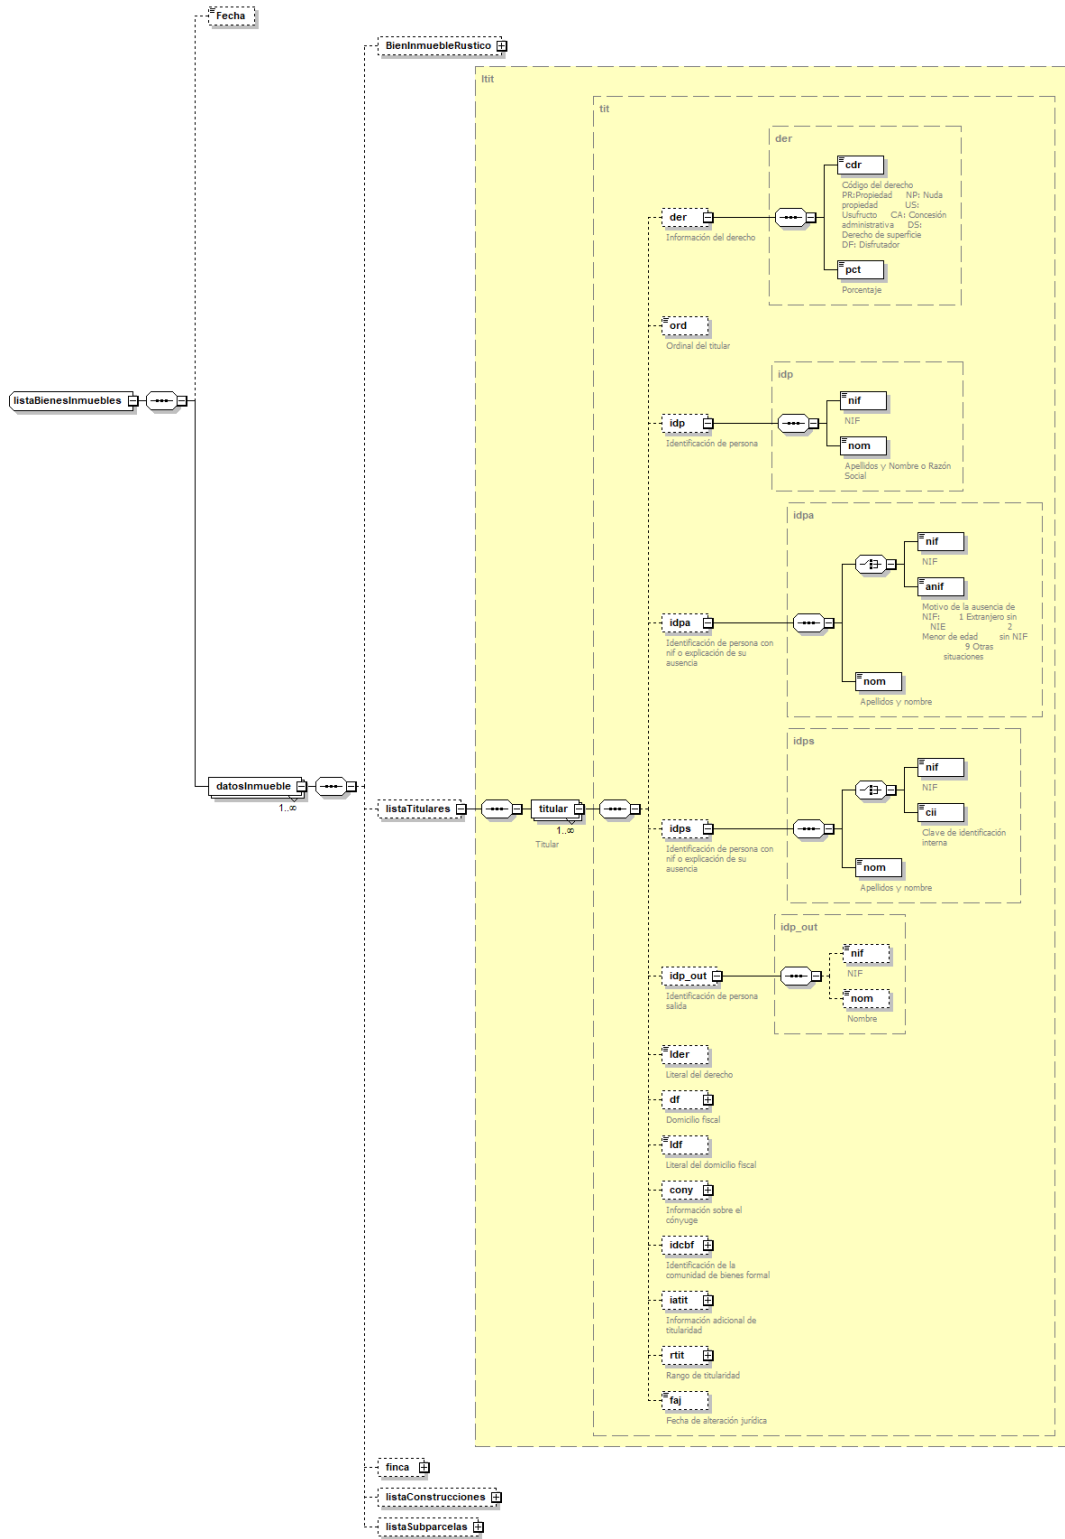 Fecha
BienInmuebleRustico
ltit
tit
der
cdr
Código del derecho
PR:Propiedad NP: Nuda
propiedad US:
Usufructo CA: Concesión
administrativa DS:
Derecho de superficie
DF: Disfrutador
der
Información del derecho
pct
Porcentaje
ord
Ordinal del titular
idp
listaBienesInmuebles
nif
NIF
idp
Identificación de persona
nom
Apellidos y Nombre o Razón
Social
idpa
nif
NIF
anif
Motivo de la ausencia de
NIF: 1 Extranjero sin
NIE 2
Menor de edad sin NIF
9 Otras
situaciones
idpa
Identificación de persona con
nif o explicación de su
ausencia
nom
Apellidos y nombre
idps
nif
NIF
datosInmueble
1..∞
listaTitulares
titular
1..∞
Titular
cii
Clave de identificación
interna
idps
Identificación de persona con
nif o explicación de su
ausencia
nom
Apellidos y nombre
idp_out
nif
NIF
idp_out
Identificación de persona
salida
nom
Nombre
lder
Literal del derecho
df
Domicilio fiscal
ldf
Literal del domicilio fiscal
cony
Información sobre el
cónyuge
idcbf
Identificación de la
comunidad de bienes formal
iatit
Información adicional de
titularidad
rtit
Rango de titularidad
faj
Fecha de alteración jurídica
finca
listaConstrucciones
listaSubparcelas